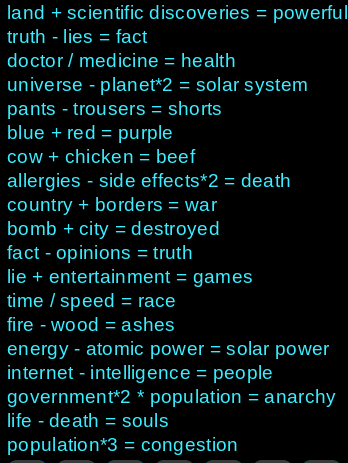 land + scientific discoveries = powerful
truth - lies = fact
doctor / medicine = health
universe - planet*2 = solar system
pants - trousers = shorts
blue + red = purple
cow + chicken = beef
allergies - side effects*2 = death
country + borders = war
bomb + city = destroyed
fact - opinions = truth
lie + entertainment = games
time / speed = race
fire - wood = ashes
energy - atomic power = solar power
internet - intelligence = people
government*2 * population = anarchy
life - death = souls
population*3 = congestion